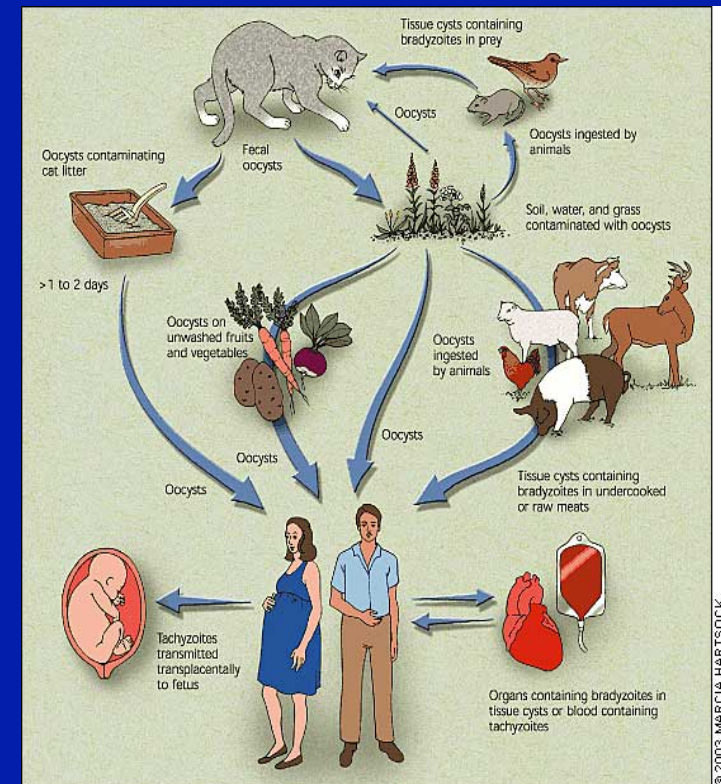 Tissue cysts containing
bradyzoites in prey
Oocysts
Oocysts ingested by
animals
Oocysts contaminating
cat litter
Fecal
oocysts
Soil, water, and grass
contaminated with oocysts
>1 to 2 days
Oocysts on
unwashed fruits
and vegetables
Oocysts
ingested
by animals
Oocysts
Oocysts
Oocysts
Tissue cysts containing
bradyzoites in undercooked
or raw meats
Tachyzoites
transmitted
transplacentally
to fetus
Organs containing bradyzoites in
tissue cysts or blood containing
tachyzoites
© 2003 MARCIA HARTSOCK